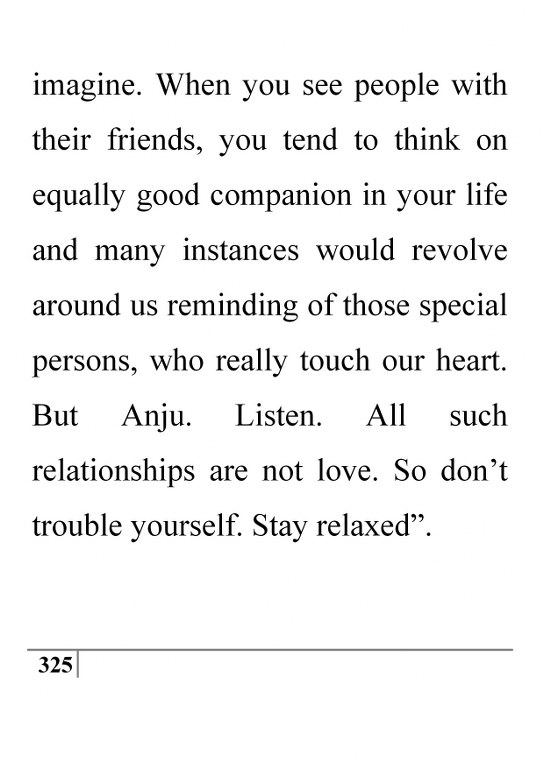 imagine. When you see people with
their friends, you tend to think on
equally good companion in your life
and many instances would revolve
around us reminding of those special
persons, who really touch our heart.
But Anju. Listen. All such
relationships are not love. So don’t
trouble yourself. Stay relaxed”.
325